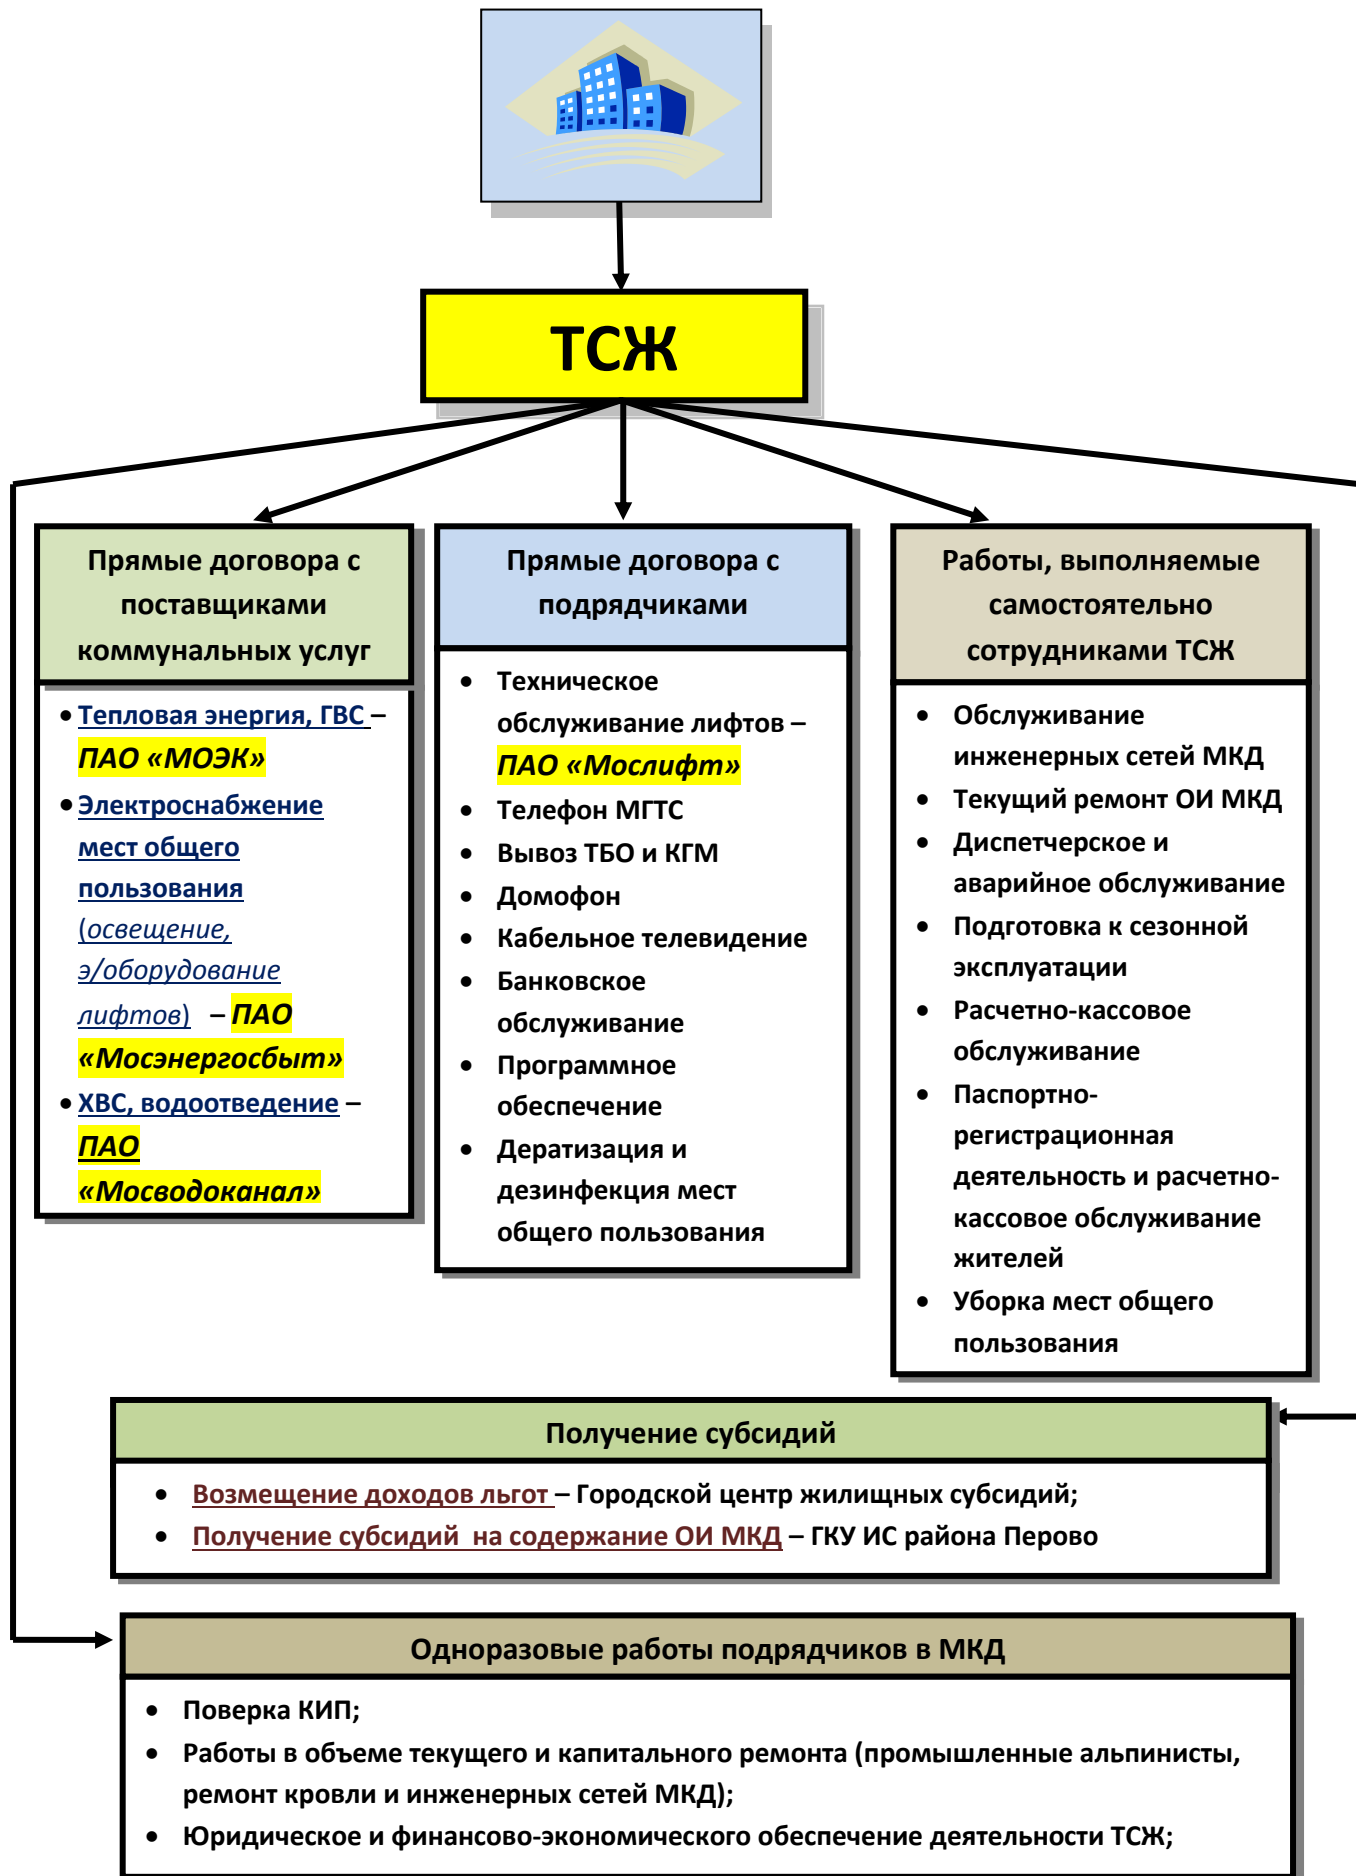 ТСЖ
Прямые договора с
поставщиками
коммунальных услуг
• Тепловая энергия, ГВС –
ПАО «МОЭК»
• Электроснабжение
мест общего
пользования
(освещение,
э/оборудование
лифтов) – ПАО
«Мосэнергосбыт»
• ХВС, водоотведение –
ПАО
«Мосводоканал»
Прямые договора с
подрядчиками
• Техническое
обслуживание лифтов –
ПАО «Мослифт»
• Телефон МГТС
• Вывоз ТБО и КГМ
• Домофон
• Кабельное телевидение
• Банковское
обслуживание
• Программное
обеспечение
• Дератизация и
дезинфекция мест
общего пользования
Работы, выполняемые
самостоятельно
сотрудниками ТСЖ
• Обслуживание
инженерных сетей МКД
• Текущий ремонт ОИ МКД
• Диспетчерское и
аварийное обслуживание
• Подготовка к сезонной
эксплуатации
• Расчетно-кассовое
обслуживание
• Паспортно-
регистрационная
деятельность и расчетно-
кассовое обслуживание
жителей
• Уборка мест общего
пользования
Получение субсидий
• Возмещение доходов льгот – Городской центр жилищных субсидий;
• Получение субсидий на содержание ОИ МКД – ГКУ ИС района Перово
Одноразовые работы подрядчиков в МКД
• Поверка КИП;
• Работы в объеме текущего и капитального ремонта (промышленные альпинисты,
ремонт кровли и инженерных сетей МКД);
• Юридическое и финансово-экономического обеспечение деятельности ТСЖ;